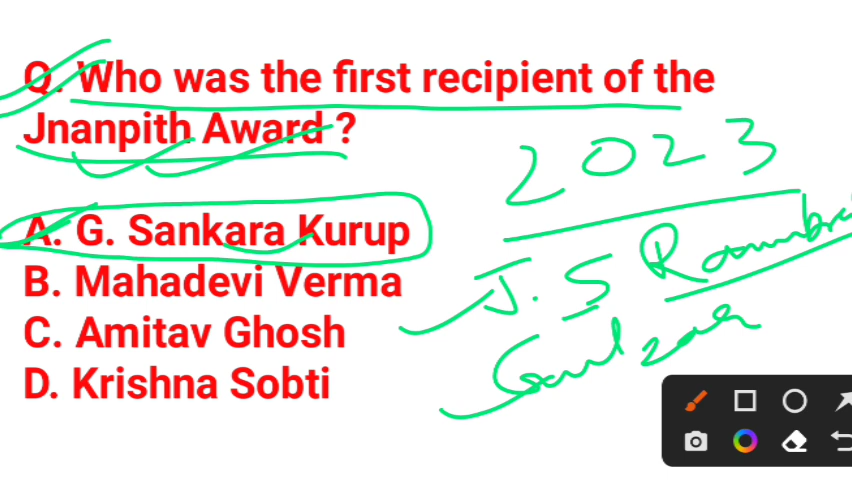 Q. Who was the first recipient of the
Jnanpith Award ?
A. G. Sankara Kurup
B. Mahadevi Verma
C. Amitav Ghosh
D. Krishna Sobti
2023
J. S
Gulzar